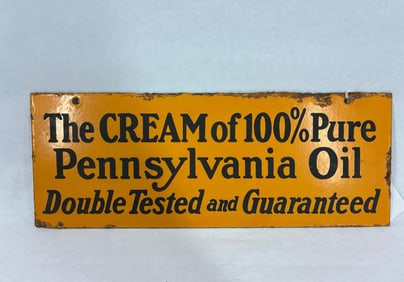 The CREAM of 100% Pure
Pennsylvania Oil
Double Tested and Guaranteed